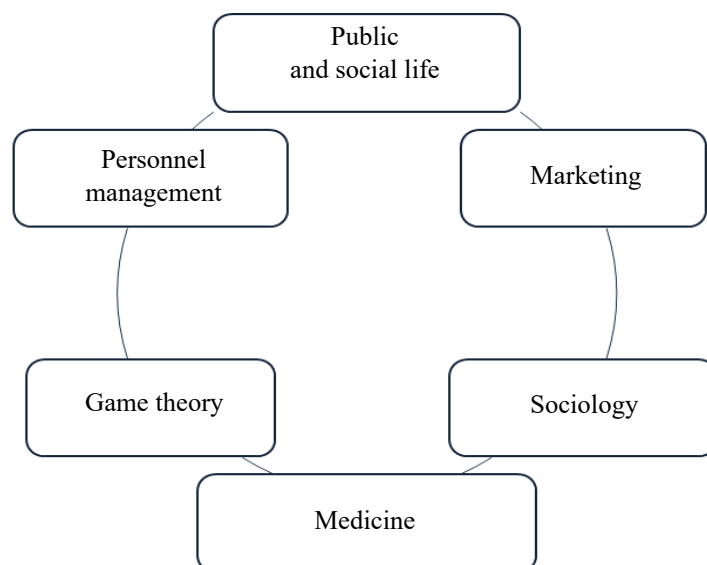 Public
and social life
Personnel
management
Marketing
Game theory
Sociology
Medicine